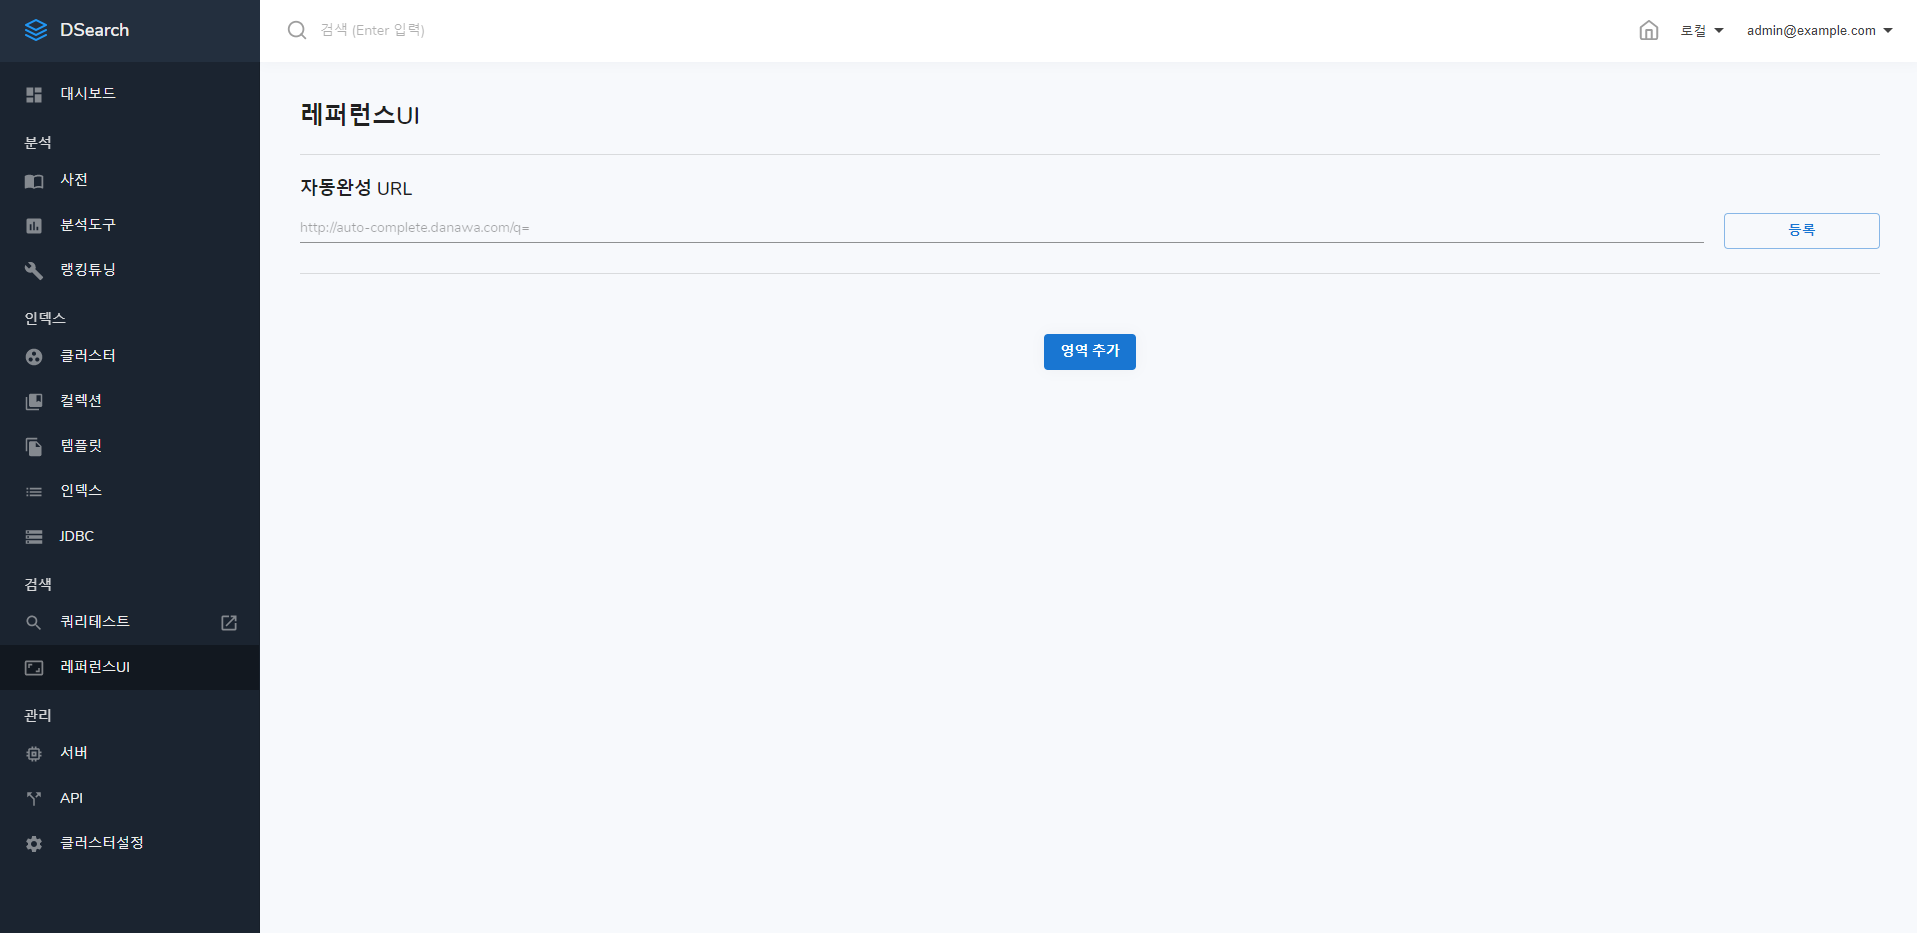 DSearch
검색 (Enter 입력)
로컬
admin@example.com
대시보드
분석
사전
분석도구
랭킹튜닝
인덱스
클러스터
컬렉션
템플릿
인덱스
JDBC
검색
쿼리테스트
레퍼런스UI
관리
서버
API
클러스터설정
레퍼런스UI
자동완성 URL
http://auto-complete.danawa.com/q=
등록
영역 추가